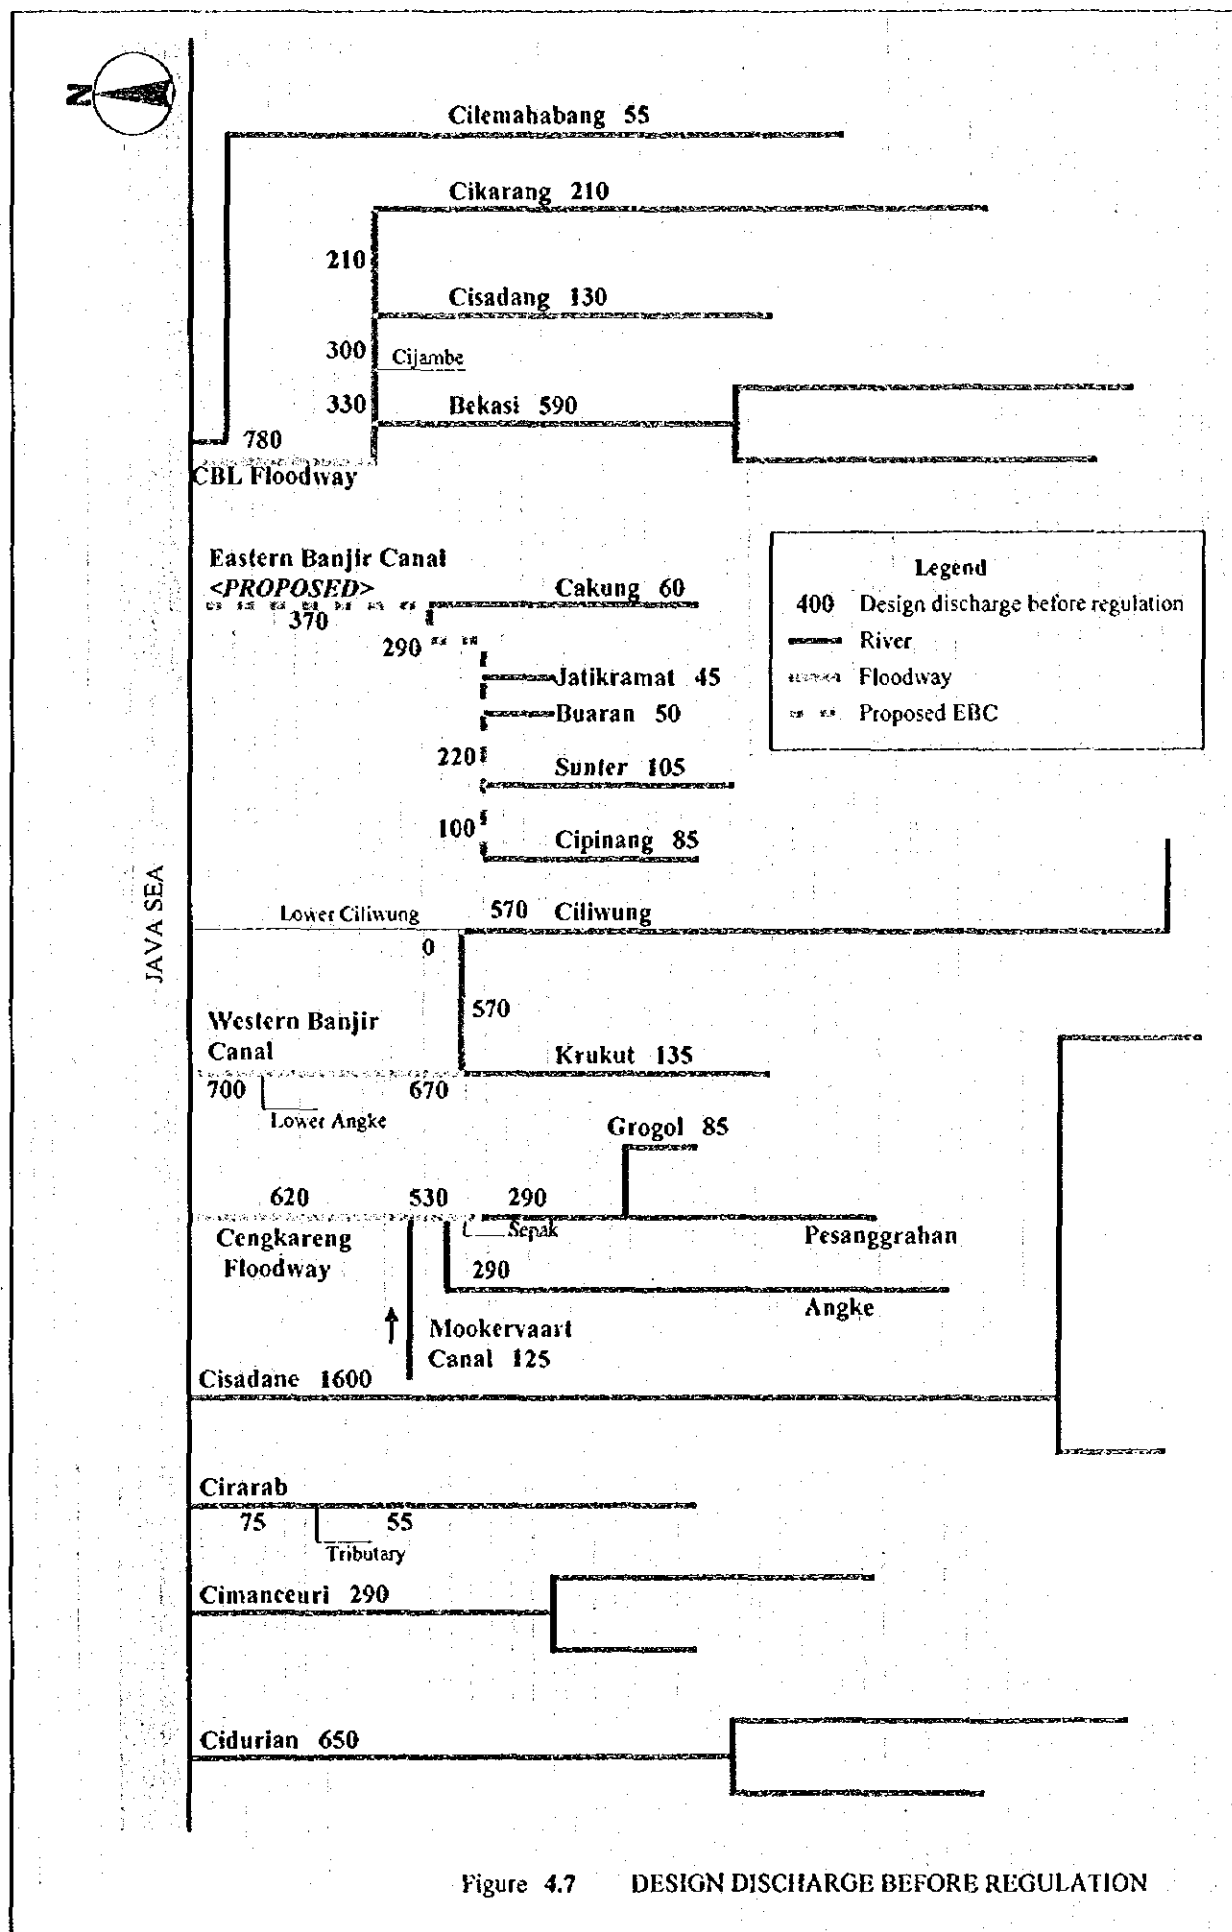 N
Cilemahabang 55
Cikarang 210
210
Cisadang 130
300
Cijambe
330
Bekasi 590
780
CBL Floodway
Eastern Banjir Canal
<PROPOSED>
Cakung 60
370
290
Jatikramat 45
Buaran 50
220
Sunter 105
100
Cipinang 85
Legend
400 Design discharge before regulation
River
Floodway
Proposed EBC
JAVA SEA
Lower Ciliwung
570 Ciliwung
0
570
Western Banjir
Canal
Krukut 135
700
670
Lower Angke
Grogol 85
620
530
290
Sepak
Cengkareng
Floodway
Pesanggrahan
290
Angke
Mookervaart
Canal 125
Cisadane 1600
Cirarab
75
55
Tributary
Cimanceuri 290
Cidurian 650
Figure 4.7 DESIGN DISCHARGE BEFORE REGULATION